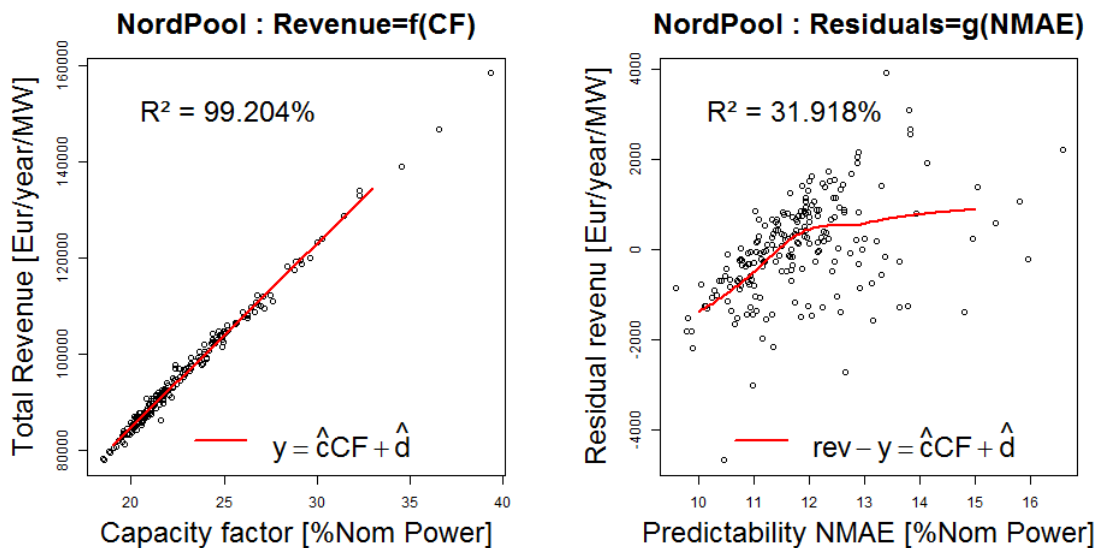 NordPool : Revenue=f(CF)
Total Revenue [Eur/year/MW]
160000
140000
120000
100000
80000
R² = 99.204%
y = ĉCF + d̂
20 25 30 35 40
Capacity factor [%Nom Power]
NordPool : Residuals=g(NMAE)
Residual revenu [Eur/year/MW]
4000
2000
0
-2000
-4000
R² = 31.918%
rev − y = ĉCF + d̂
10 11 12 13 14 15 16
Predictability NMAE [%Nom Power]